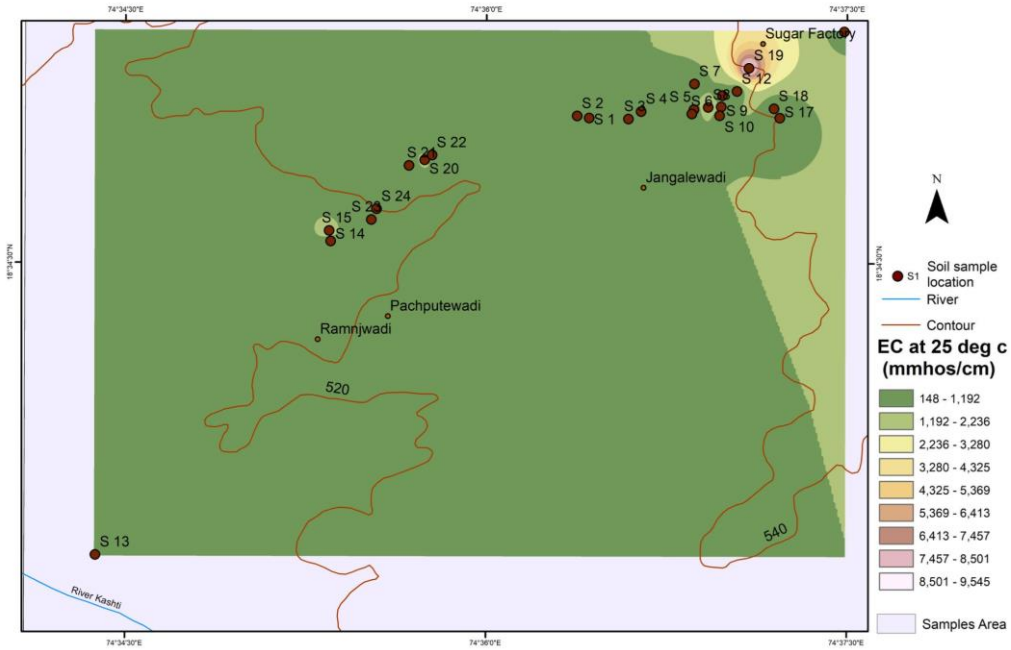 74°34'30"E
74°36'0"E
74°37'30"E
Sugar Factory
S 19
S 7
S 12
S 2
S 1
S 3
S 4
S 5
S 6
S 9
S 10
S 18
S 17
S 22
S 21
S 20
Jangalewadi
S 24
S 23
S 15
S 14
18°34'30"N
18°34'30"N
Pachputewadi
Ramnjwadi
520
540
S 13
River Kashti
74°34'30"E
74°36'0"E
74°37'30"E
N
S1
Soil sample
location
River
Contour
EC at 25 deg c
(mmhos/cm)
148 - 1,192
1,192 - 2,236
2,236 - 3,280
3,280 - 4,325
4,325 - 5,369
5,369 - 6,413
6,413 - 7,457
7,457 - 8,501
8,501 - 9,545
Samples Area